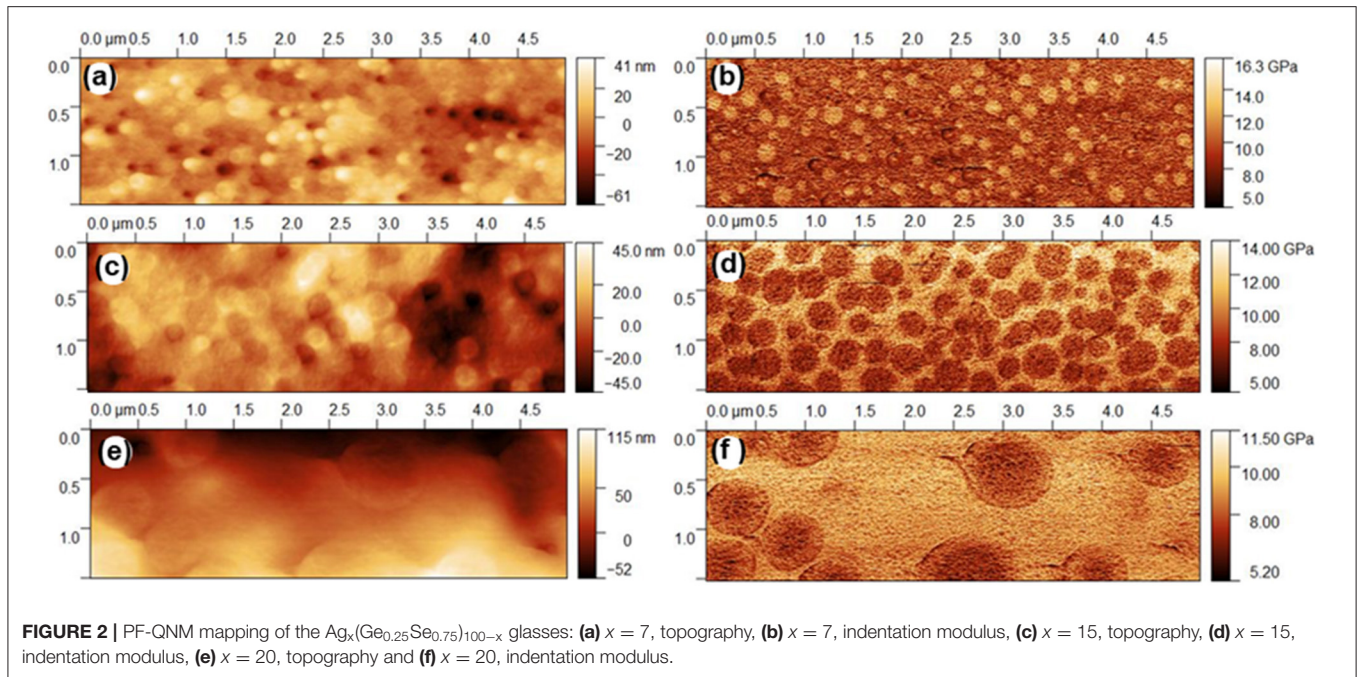 0.0 µm 0.5 1.0 1.5 2.0 2.5 3.0 3.5 4.0 4.5
(a)
0.0
0.5
1.0
41 nm
20
0
−20
−61
0.0 µm 0.5 1.0 1.5 2.0 2.5 3.0 3.5 4.0 4.5
(b)
0.0
0.5
1.0
16.3 GPa
14.0
12.0
10.0
8.0
5.0
0.0 µm 0.5 1.0 1.5 2.0 2.5 3.0 3.5 4.0 4.5
(c)
0.0
0.5
1.0
45.0 nm
20.0
0.0
−20.0
−45.0
0.0 µm 0.5 1.0 1.5 2.0 2.5 3.0 3.5 4.0 4.5
(d)
0.0
0.5
1.0
14.00 GPa
12.00
10.00
8.00
5.00
0.0 µm 0.5 1.0 1.5 2.0 2.5 3.0 3.5 4.0 4.5
(e)
0.0
0.5
1.0
115 nm
50
0
−52
0.0 µm 0.5 1.0 1.5 2.0 2.5 3.0 3.5 4.0 4.5
(f)
0.0
0.5
1.0
11.50 GPa
10.00
8.00
5.20
FIGURE 2 | PF-QNM mapping of the Agₓ(Ge₀.₂₅Se₀.₇₅)₁₀₀₋ₓ glasses: (a) x = 7, topography, (b) x = 7, indentation modulus, (c) x = 15, topography, (d) x = 15,
indentation modulus, (e) x = 20, topography and (f) x = 20, indentation modulus.